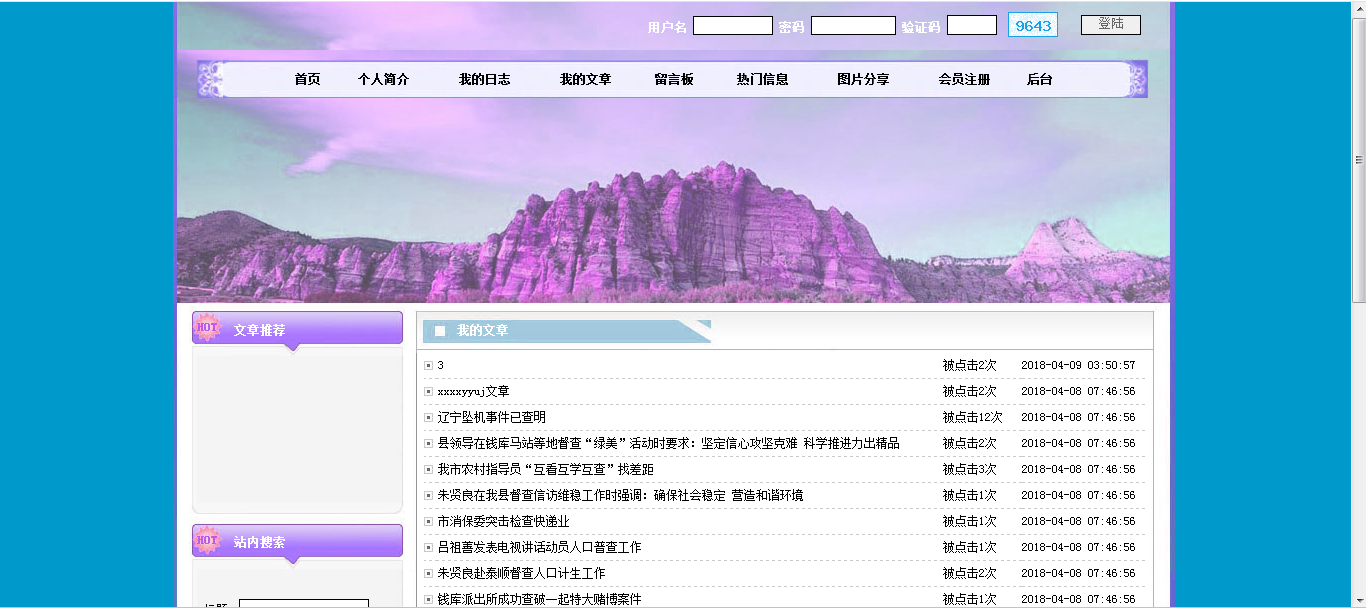 用户名 密码 验证码 9643 登陆
首页 个人简介 我的日志 我的文章 留言板 热门信息 图片分享 会员注册 后台
HOT 文章推荐
我的文章
3 被点击2次 2018-04-09 03:50:57
xxxxyyuj文章 被点击2次 2018-04-08 07:46:56
辽宁坠机事件已查明 被点击12次 2018-04-08 07:46:56
县领导在钱库马站等地督查“绿美”活动时要求：坚定信心攻坚克难 科学推进力出精品 被点击2次 2018-04-08 07:46:56
我市农村指导员“互看互学互查”找差距 被点击3次 2018-04-08 07:46:56
朱贤良在我县督查信访维稳工作时强调：确保社会稳定 营造和谐环境 被点击1次 2018-04-08 07:46:56
市消保委突击检查快递业 被点击1次 2018-04-08 07:46:56
吕祖善发表电视讲话动员人口普查工作 被点击1次 2018-04-08 07:46:56
朱贤良赴泰顺督查人口计生工作 被点击2次 2018-04-08 07:46:56
钱库派出所成功查破一起特大赌博案件 被点击1次 2018-04-08 07:46:56
HOT 站内搜索